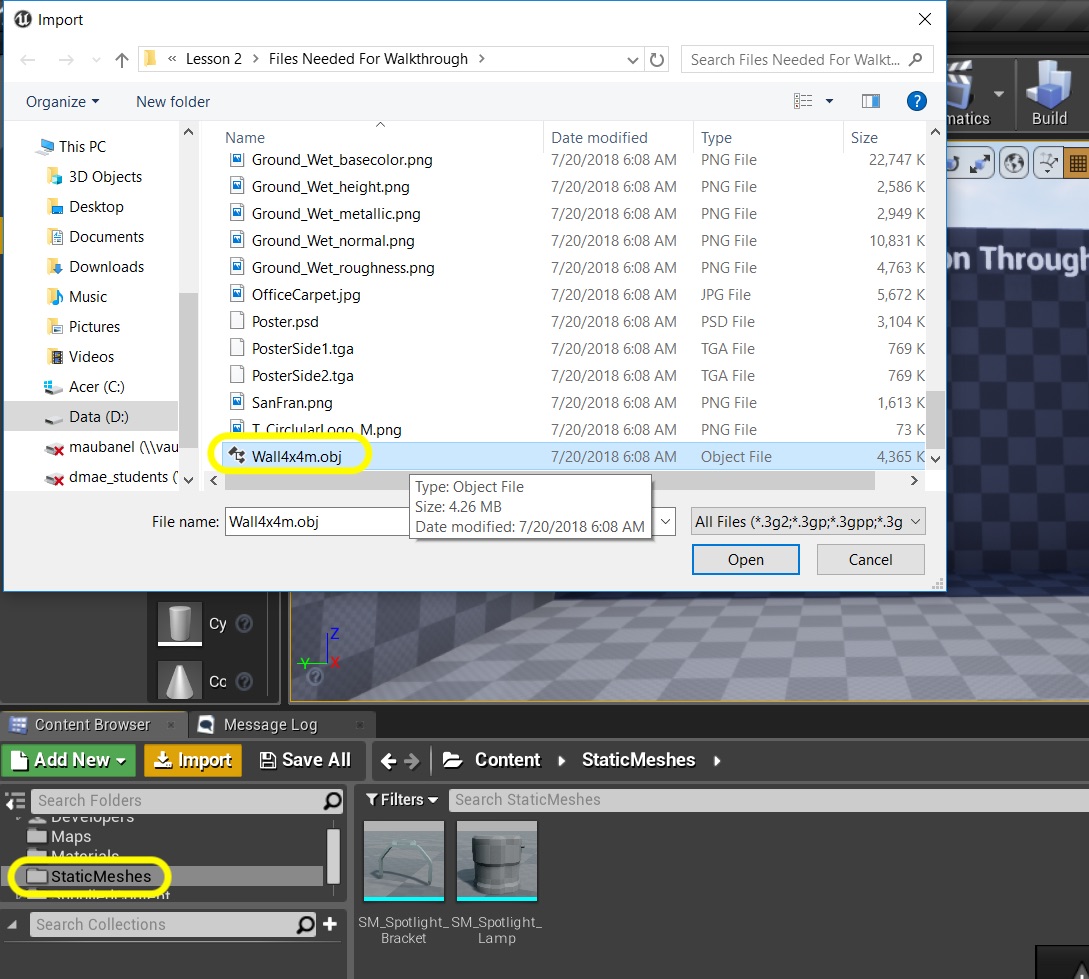 Import
« Lesson 2 > Files Needed For Walkthrough >
Search Files Needed For Walkt...
Organize
New folder
?
matics
Build
This PC
3D Objects
Desktop
Documents
Downloads
Music
Pictures
Videos
Acer (C:)
Data (D:)
maubanel (\\vau
dmae_students (
Name Date modified Type Size
Ground_Wet_basecolor.png 7/20/2018 6:08 AM PNG File 22,747 K
Ground_Wet_height.png 7/20/2018 6:08 AM PNG File 2,586 K
Ground_Wet_metallic.png 7/20/2018 6:08 AM PNG File 2,949 K
Ground_Wet_normal.png 7/20/2018 6:08 AM PNG File 10,831 K
Ground_Wet_roughness.png 7/20/2018 6:08 AM PNG File 4,763 K
OfficeCarpet.jpg 7/20/2018 6:08 AM JPG File 5,672 K
Poster.psd 7/20/2018 6:08 AM PSD File 3,104 K
PosterSide1.tga 7/20/2018 6:08 AM TGA File 769 K
PosterSide2.tga 7/20/2018 6:08 AM TGA File 769 K
SanFran.png 7/20/2018 6:08 AM PNG File 1,613 K
T_CirclularLogo_M.png 7/20/2018 6:08 AM PNG File 73 K
Wall4x4m.obj 7/20/2018 6:08 AM Object File 4,365 K
Type: Object File
Size: 4.26 MB
Date modified: 7/20/2018 6:08 AM
File name: Wall4x4m.obj
All Files (*.3g2;*.3gp;*.3gpp;*.3g
Open
Cancel
on Through
Cy ?
Co ?
Z
Y X
?
Content Browser
Message Log
Add New
Import
Save All
Content
StaticMeshes
Search Folders
Developers
Maps
Materials
StaticMeshes
Search Collections
Filters
Search StaticMeshes
SM_Spotlight_
Bracket
SM_Spotlight_
Lamp